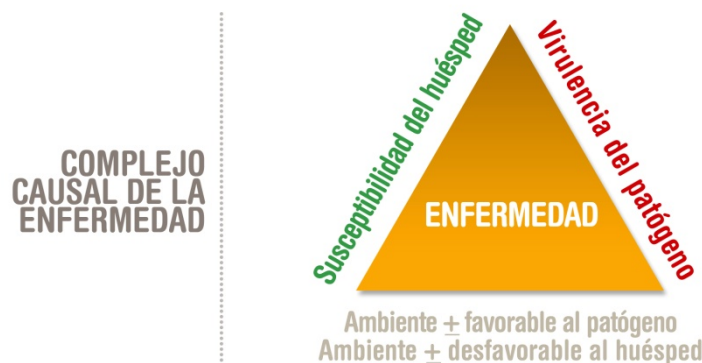 COMPLEJO
CAUSAL DE LA
ENFERMEDAD
Susceptibilidad del huésped
Virulencia del patógeno
ENFERMEDAD
Ambiente ± favorable al patógeno
Ambiente ± desfavorable al huésped